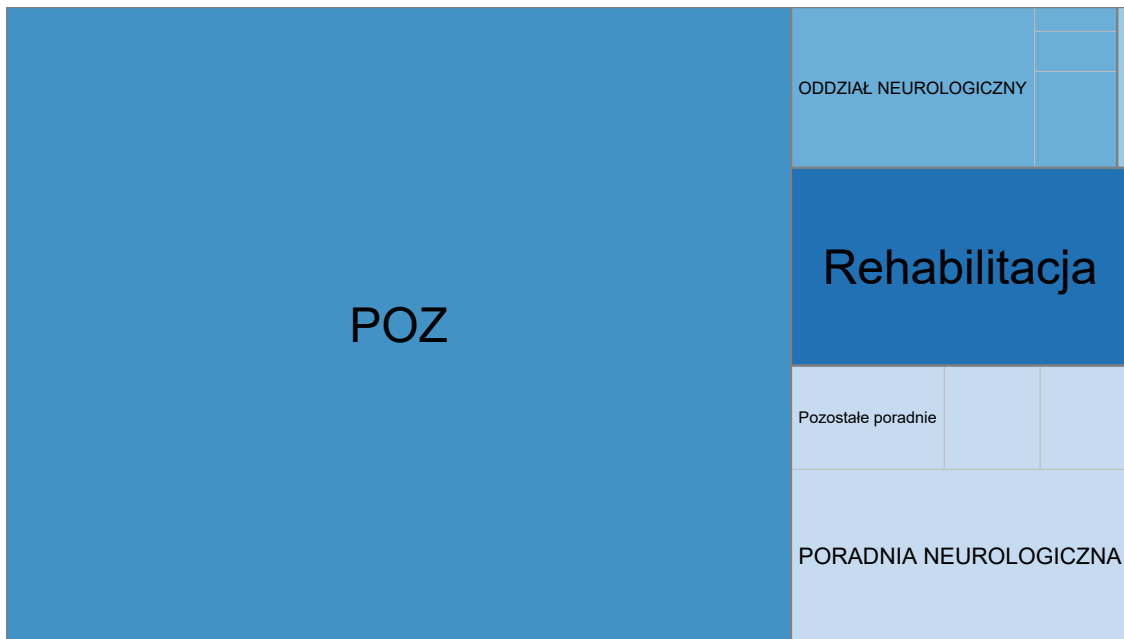 ODDZIAŁ NEUROLOGICZNY
Rehabilitacja
POZ
Pozostałe poradnie
PORADNIA NEUROLOGICZNA